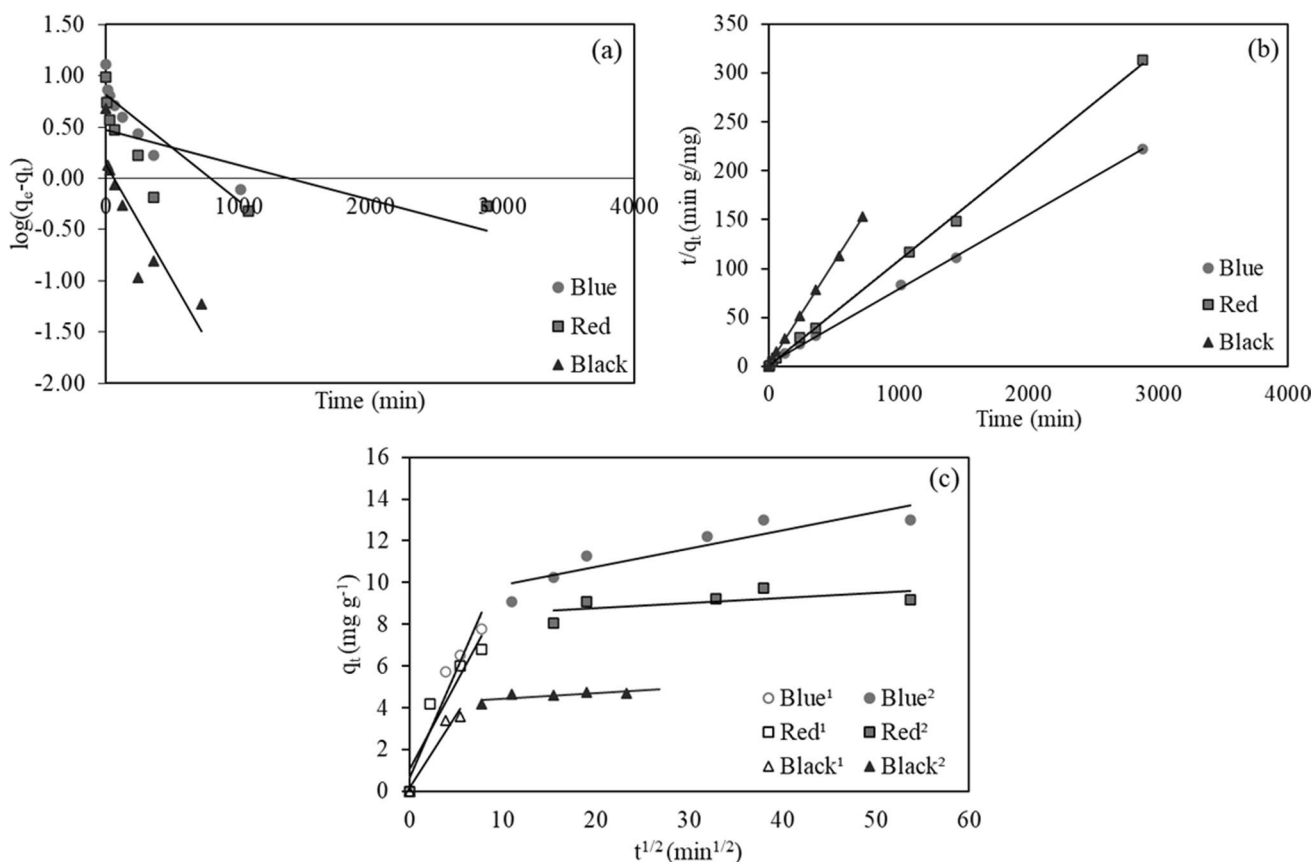 (a)
1.50
1.00
0.50
0.00
-0.50
-1.00
-1.50
-2.00
0
1000
2000
3000
4000
log(qₑ-qₜ)
Time (min)
Blue
Red
Black
(b)
350
300
250
200
150
100
50
0
0
1000
2000
3000
4000
t/qₜ (min g/mg)
Time (min)
Blue
Red
Black
(c)
16
14
12
10
8
6
4
2
0
0
10
20
30
40
50
60
qₜ (mg g⁻¹)
t¹/² (min¹/²)
Blue¹ Blue²
Red¹ Red²
Black¹ Black²